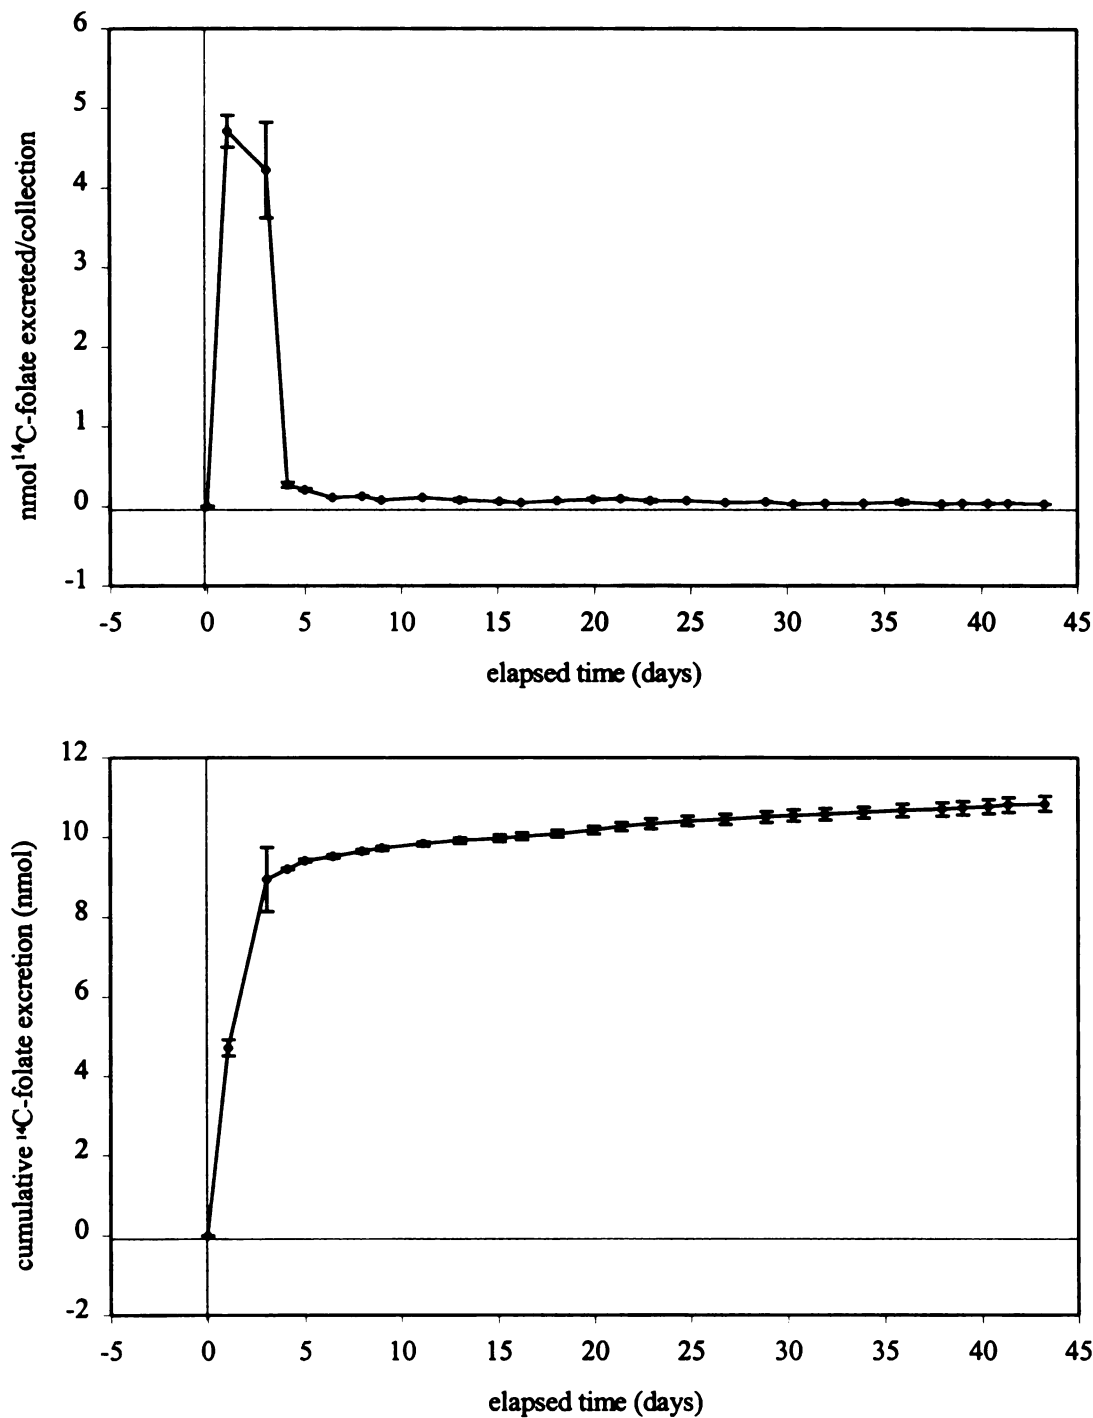 6
5
4
3
2
1
0
-1
nmol ¹⁴C-folate excreted/collection
-5 0 5 10 15 20 25 30 35 40 45
elapsed time (days)
12
10
8
6
4
2
0
-2
cumulative ¹⁴C-folate excretion (nmol)
-5 0 5 10 15 20 25 30 35 40 45
elapsed time (days)